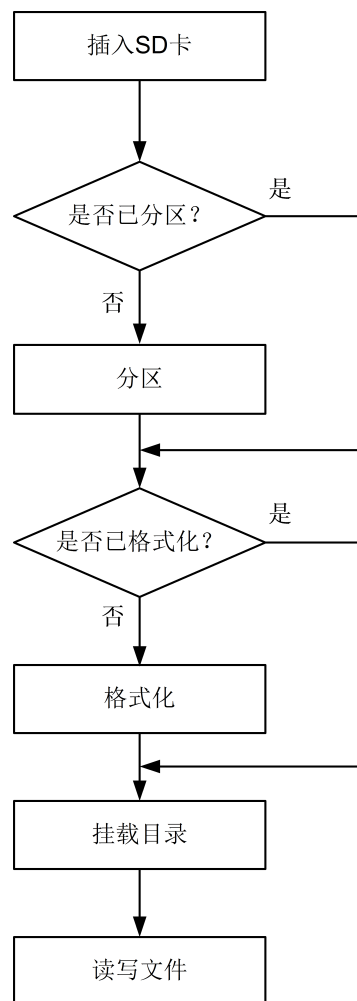 插入SD卡
是否已分区？
是
否
分区
是否已格式化？
是
否
格式化
挂载目录
读写文件